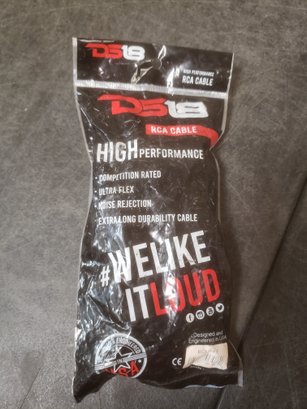 DS18
HIGH PERFORMANCE
RCA CABLE
DS18
RCA CABLE
HIGH PERFORMANCE
· COMPETITION RATED
· ULTRA FLEX
· NOISE REJECTION
· EXTRA LONG DURABILITY CABLE
#WELIKE
ITLOUD
Designed and
Engineered in U.S.A
CE